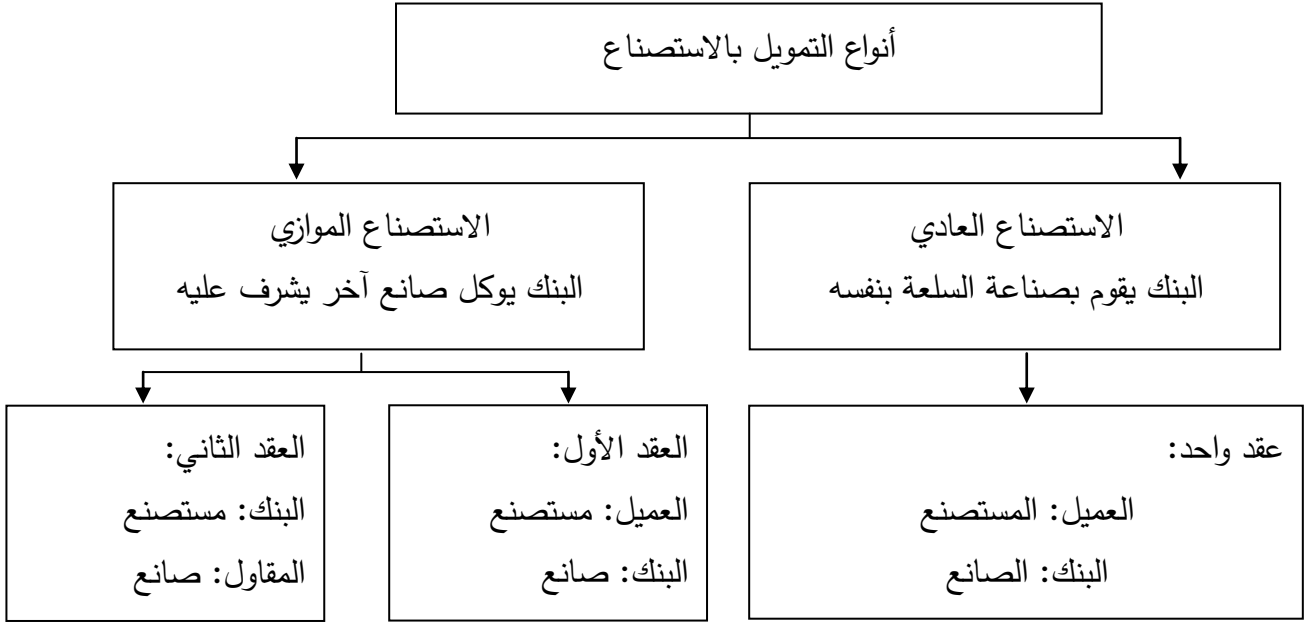 أنواع التمويل بالاستصناع
الاستصناع العادي
البنك يقوم بصناعة السلعة بنفسه
الاستصناع الموازي
البنك يوكل صانع آخر يشرف عليه
عقد واحد:
العميل: المستصنع
البنك: الصانع
العقد الأول:
العميل: مستصنع
البنك: صانع
العقد الثاني:
البنك: مستصنع
المقاول: صانع